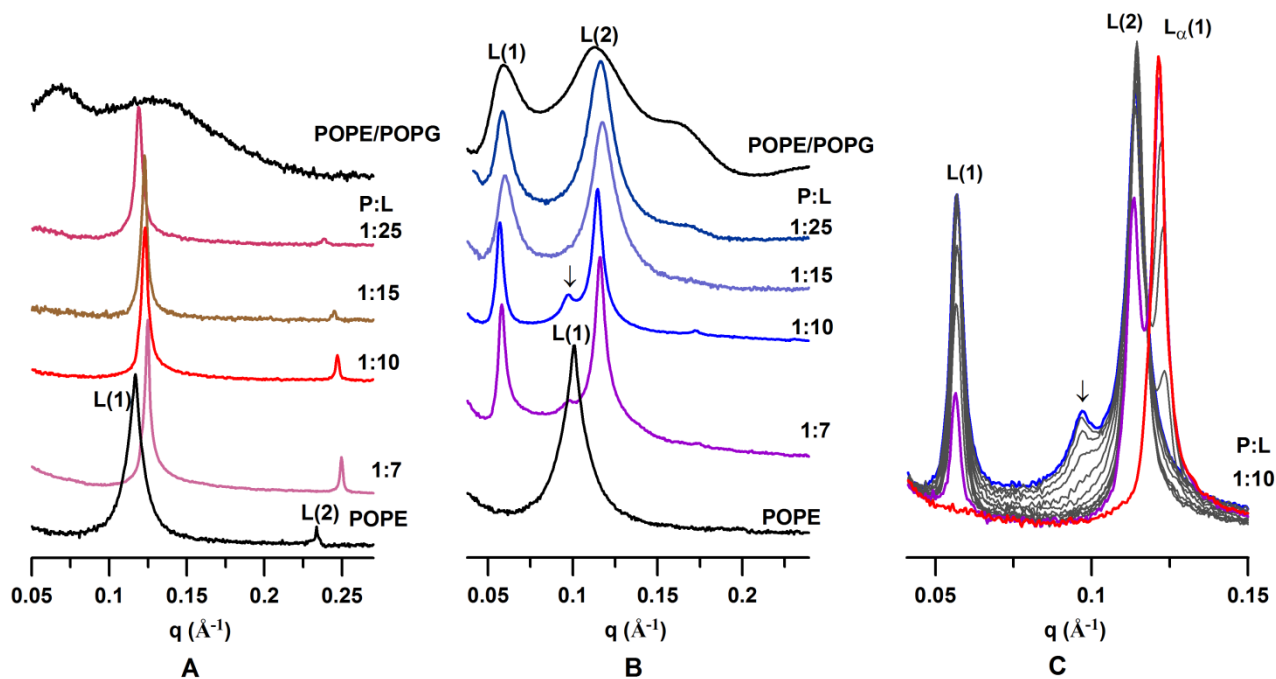 POPE/POPG
P:L
1:25
1:15
1:10
L(1)
1:7
L(2)
POPE
0.05
0.1
0.15
0.2
0.25
q (Å⁻¹)
A
L(1)
L(2)
POPE/POPG
P:L
1:25
1:15
↓
1:10
L(1)
1:7
POPE
0.05
0.1
0.15
0.2
q (Å⁻¹)
B
L(2)
Lα(1)
L(1)
↓
P:L
1:10
0.05
0.1
0.15
q (Å⁻¹)
C